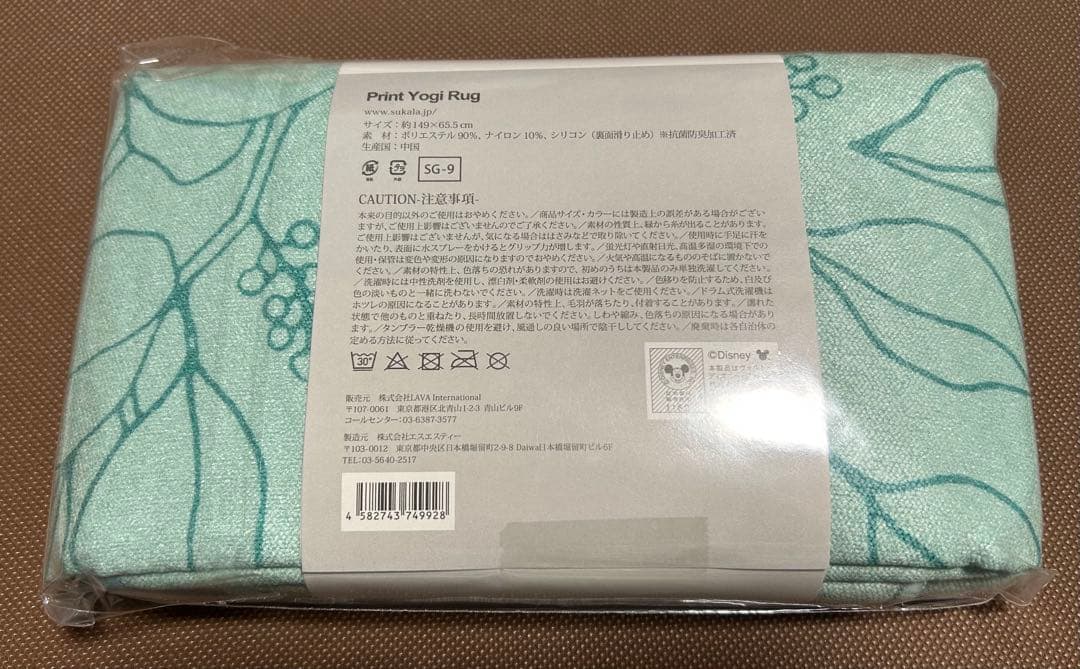 Print Yogi Rug
www.sukala.jp/
サイズ：約149×65.5cm
素　材：ポリエステル90%、ナイロン10%、シリコン（裏面滑り止め）※抗菌防臭加工済
生産国：中国
紙
プラ
SG-9
CAUTION-注意事項-
本来の目的以外のご使用はおやめください。／商品サイズ・カラーには製造上の誤差がある場合がござい
ますが、ご使用上影響はございませんのでご了承ください。／素材の性質上、縁から糸が出ることがあります。
ご使用上影響はございませんが、気になる場合ははさみなどで取り除いてください。／使用時に手足に汗を
かいたり、表面に水スプレーをかけるとグリップ力が増します。／蛍光灯や直射日光、高温多湿の環境下での
使用・保管は変色や変形の原因になりますのでおやめください。／火気や高温になるもののそばに置かないで
ください。／素材の特性上、色落ちの恐れがありますので、初めのうちは本製品のみ単独洗濯してください。
／洗濯時には中性洗剤を使用し、漂白剤・柔軟剤の使用はお避けください。／色移りを防止するため、白及び
色の淡いものと一緒に洗わないでください。／洗濯時は洗濯ネットをご使用ください。／ドラム式洗濯機は
ホツレの原因になることがあります。／素材の特性上、毛羽が落ちたり、付着することがあります。／濡れた
状態で他のものと重ねたり、長時間放置しないでください。しわや縮み、色落ちの原因になる場合があり
ます。／タンブラー乾燥機の使用を避け、風通しの良い場所で陰干ししてください。／廃棄時は各自治体の
定める方法に従ってください。
30°
©Disney
本製品はウォル
販売元　株式会社LAVA International
〒107-0061　東京都港区北青山1-2-3 青山ビル9F
コールセンター：03-6387-3577
製造元　株式会社エスエスティー
〒103-0012　東京都中央区日本橋堀留町2-9-8 Daiwa日本橋堀留町ビル6F
TEL：03-5640-2517
4 582743 749928